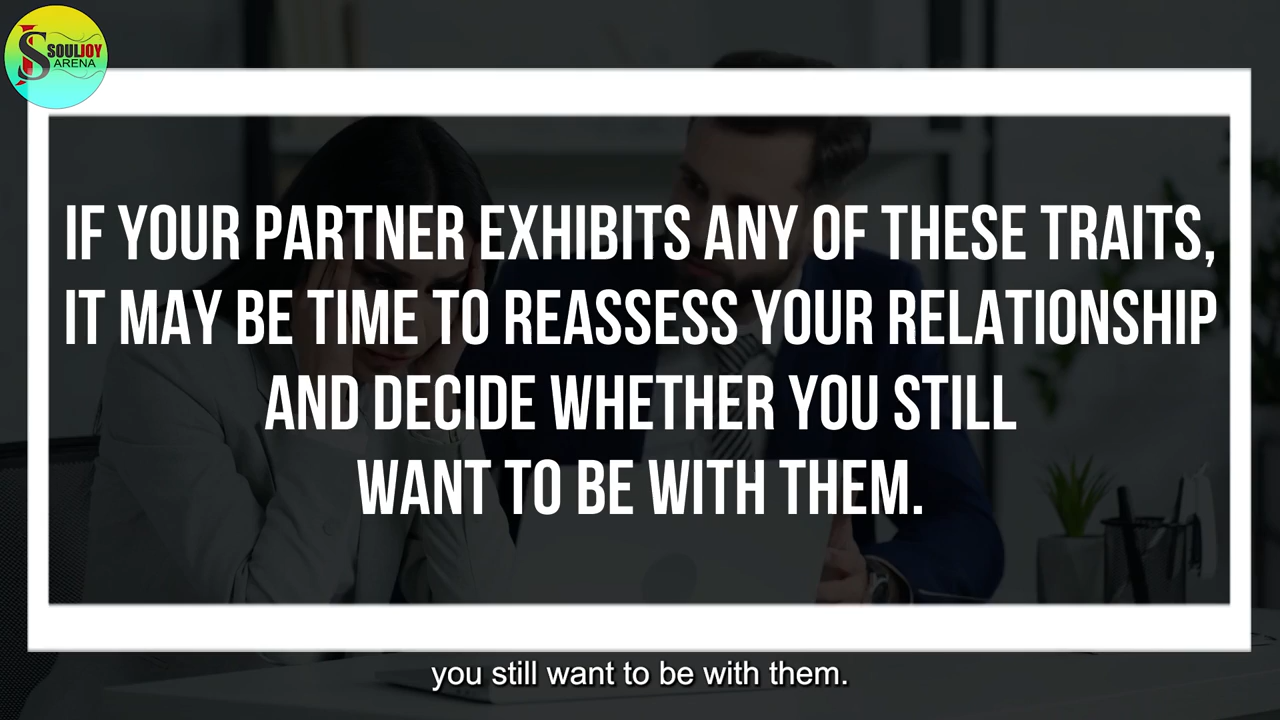 SOULJOY
ARENA
IF YOUR PARTNER EXHIBITS ANY OF THESE TRAITS,
IT MAY BE TIME TO REASSESS YOUR RELATIONSHIP
AND DECIDE WHETHER YOU STILL
WANT TO BE WITH THEM.
you still want to be with them.